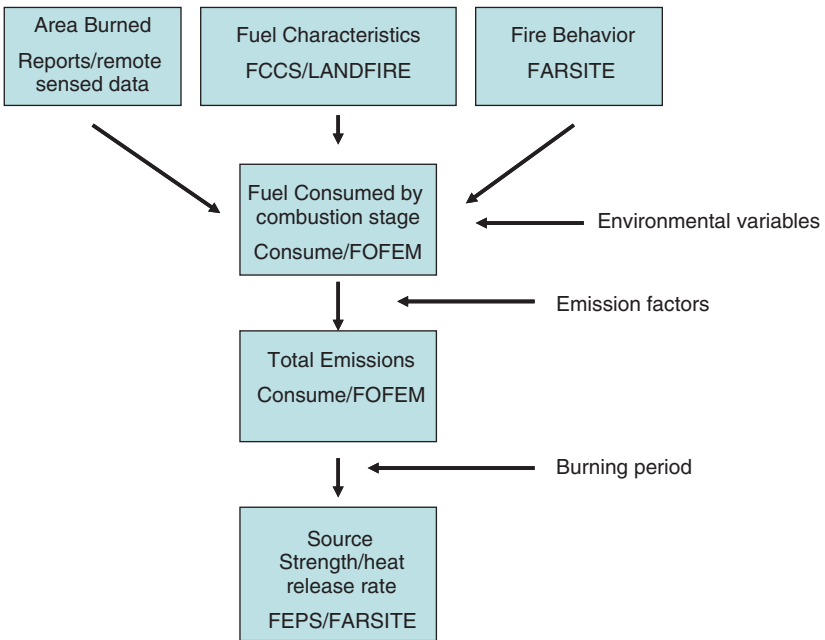 Area Burned
Reports/remote
sensed data
Fuel Characteristics
FCCS/LANDFIRE
Fire Behavior
FARSITE
Fuel Consumed by
combustion stage
Consume/FOFEM
Environmental variables
Emission factors
Total Emissions
Consume/FOFEM
Burning period
Source
Strength/heat
release rate
FEPS/FARSITE